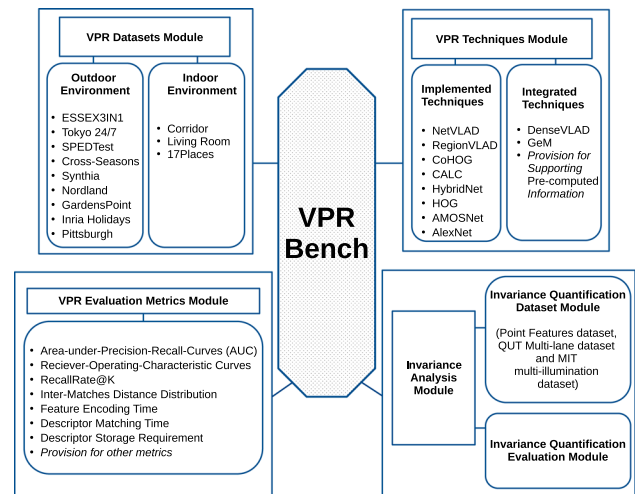 VPR Datasets Module
Outdoor
Environment
• ESSEX3IN1
• Tokyo 24/7
• SPEDTest
• Cross-Seasons
• Synthia
• Nordland
• GardensPoint
• Inria Holidays
• Pittsburgh
Indoor
Environment
• Corridor
• Living Room
• 17Places
VPR
Bench
VPR Techniques Module
Implemented
Techniques
• NetVLAD
• RegionVLAD
• CoHOG
• CALC
• HybridNet
• HOG
• AMOSNet
• AlexNet
Integrated
Techniques
• DenseVLAD
• GeM
• Provision for
Supporting
Pre-computed
Information
VPR Evaluation Metrics Module
• Area-under-Precision-Recall-Curves (AUC)
• Reciever-Operating-Characteristic Curves
• RecallRate@K
• Inter-Matches Distance Distribution
• Feature Encoding Time
• Descriptor Matching Time
• Descriptor Storage Requirement
• Provision for other metrics
Invariance
Analysis
Module
Invariance Quantification
Dataset Module
(Point Features dataset,
QUT Multi-lane dataset
and MIT
multi-illumination
dataset)
Invariance Quantification
Evaluation Module